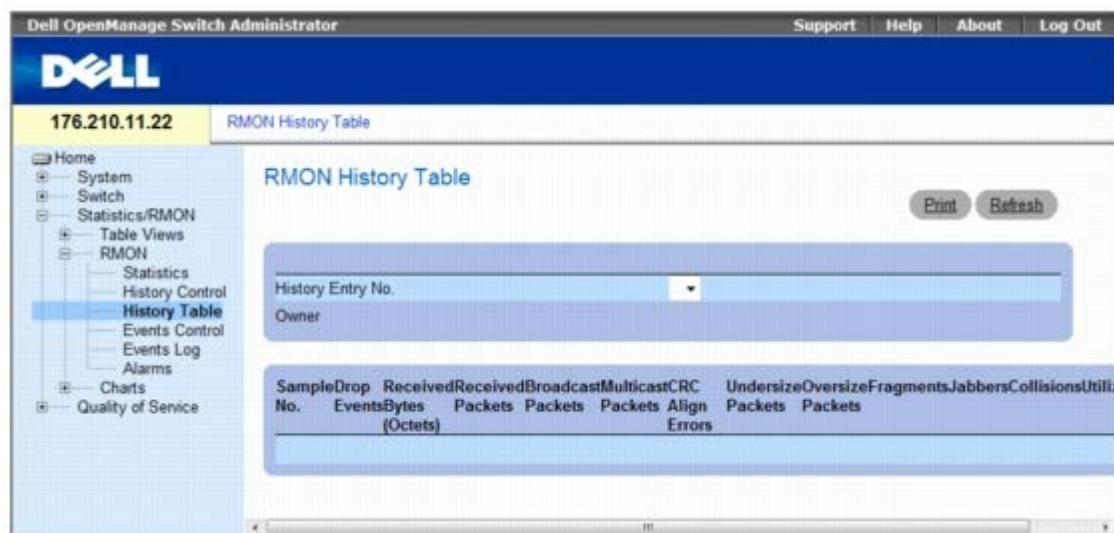 Dell OpenManage Switch Administrator Support Help About Log Out
DELL
176.210.11.22 RMON History Table
Home
System
Switch
Statistics/RMON
Table Views
RMON
Statistics
History Control
History Table
Events Control
Events Log
Alarms
Charts
Quality of Service
RMON History Table
Print Refresh
History Entry No.
Owner
Sample Drop Received Received Broadcast Multicast CRC Undersize Oversize Fragments Jabbers Collisions Utiliz
No. Events Bytes Packets Packets Packets Align Packets Packets
(Octets) Errors